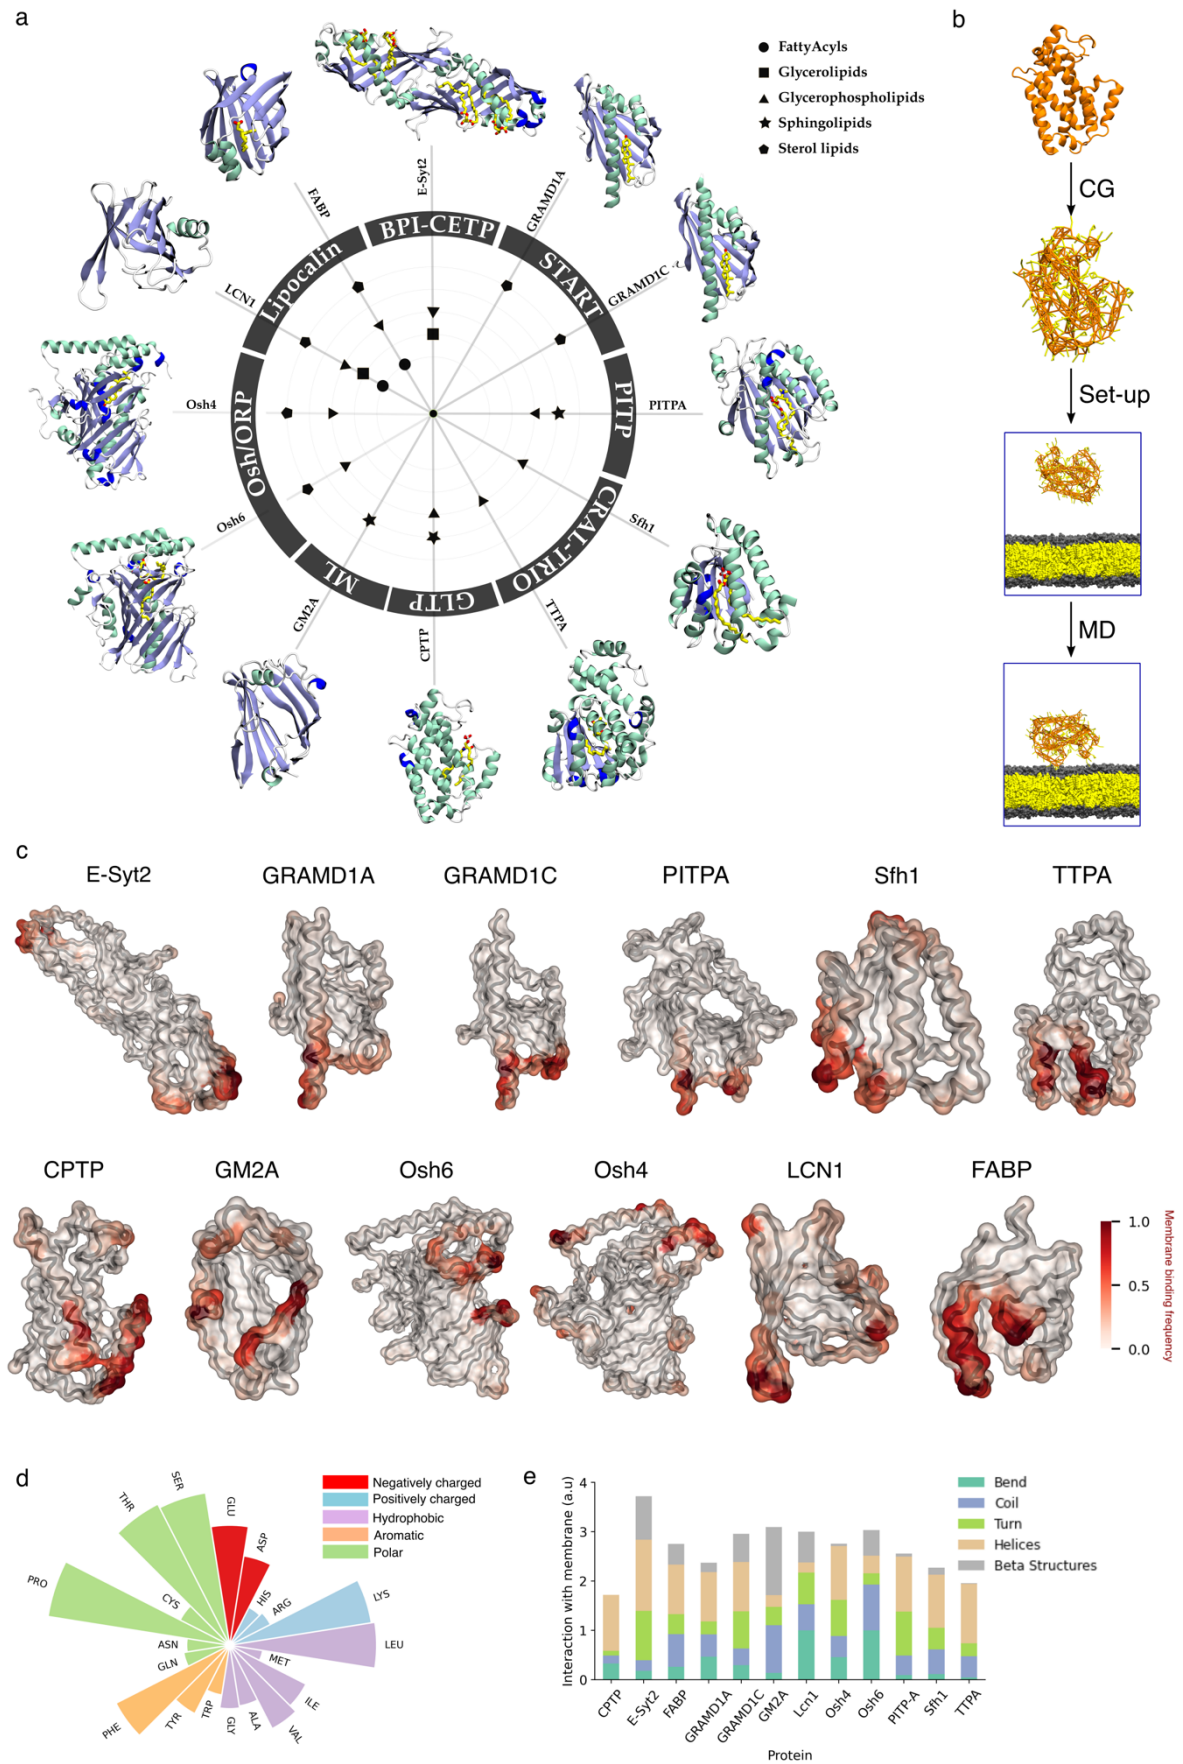 a
FattyAcyls
Glycerolipids
Glycerophospholipids
Sphingolipids
Sterol lipids
E-Syt2
GRAMD1A
GRAMD1C
PITPA
Sfh1
TTPA
CPTP
GM2A
Osh6
Osh4
LCN1
FABP
BPI-CETP
START
PITP
CRAL-TRIO
GLTP
ML
Osh/ORP
Lipocalin
b
CG
Set-up
MD
c
E-Syt2
GRAMD1A
GRAMD1C
PITPA
Sfh1
TTPA
CPTP
GM2A
Osh6
Osh4
LCN1
FABP
1.0
0.5
0.0
Membrane binding frequency
d
Negatively charged
Positively charged
Hydrophobic
Aromatic
Polar
GLU
ASP
HIS
ARG
LYS
LEU
MET
ILE
VAL
ALA
GLY
TRP
TYR
PHE
GLN
ASN
CYS
PRO
THR
SER
e
Bend
Coil
Turn
Helices
Beta Structures
Interaction with membrane (a.u)
4
3
2
1
0
CPTP
E-Syt2
FABP
GRAMD1A
GRAMD1C
GM2A
Lcn1
Osh4
Osh6
PITP-A
Sfh1
TTPA
Protein